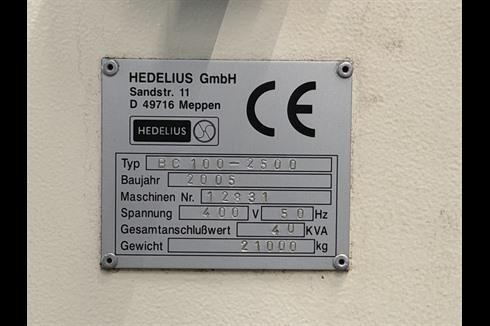 HEDELIUS GmbH
Sandstr. 11
D 49716 Meppen
CE
HEDELIUS
Typ BC 100-2500
Baujahr 2005
Maschinen Nr. 12831
Spannung 400 V 50 Hz
Gesamtanschlußwert 40 KVA
Gewicht 21000 kg